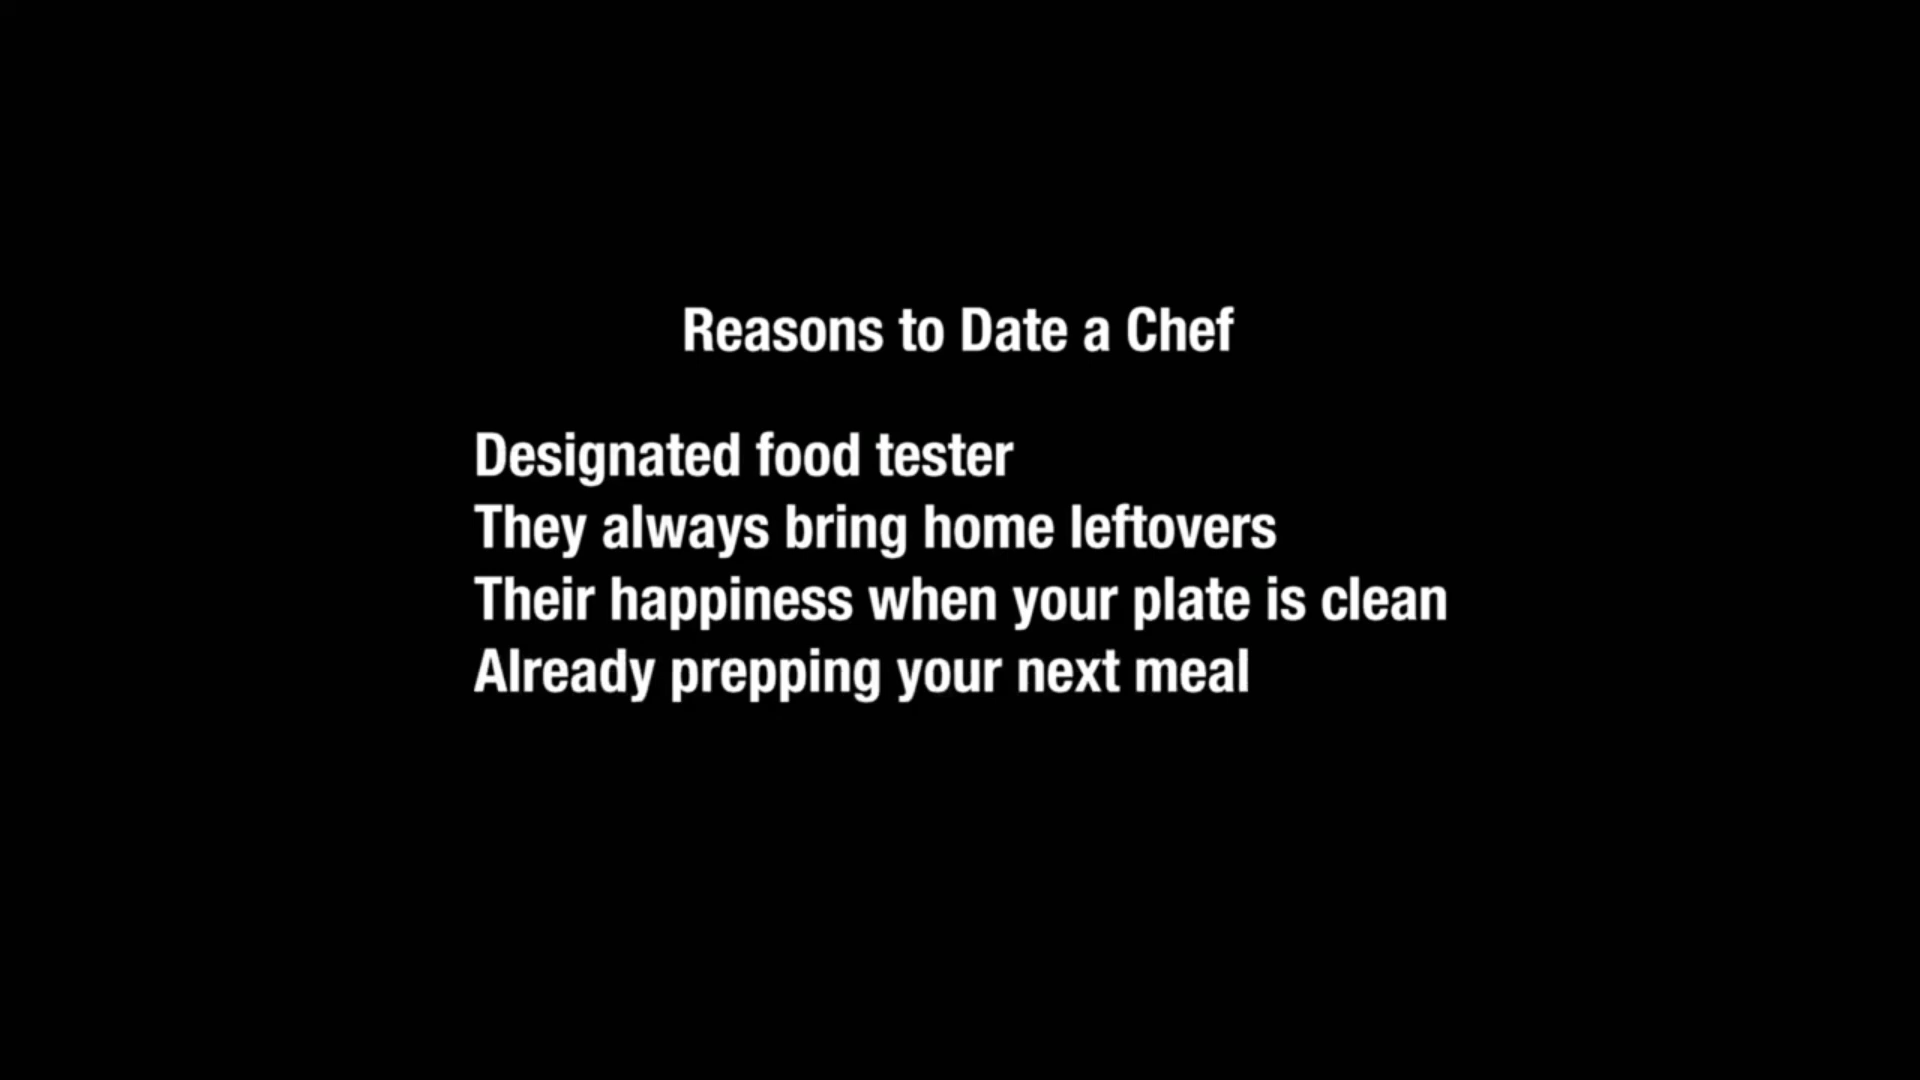 Reasons to Date a Chef
Designated food tester
They always bring home leftovers
Their happiness when your plate is clean
Already prepping your next meal